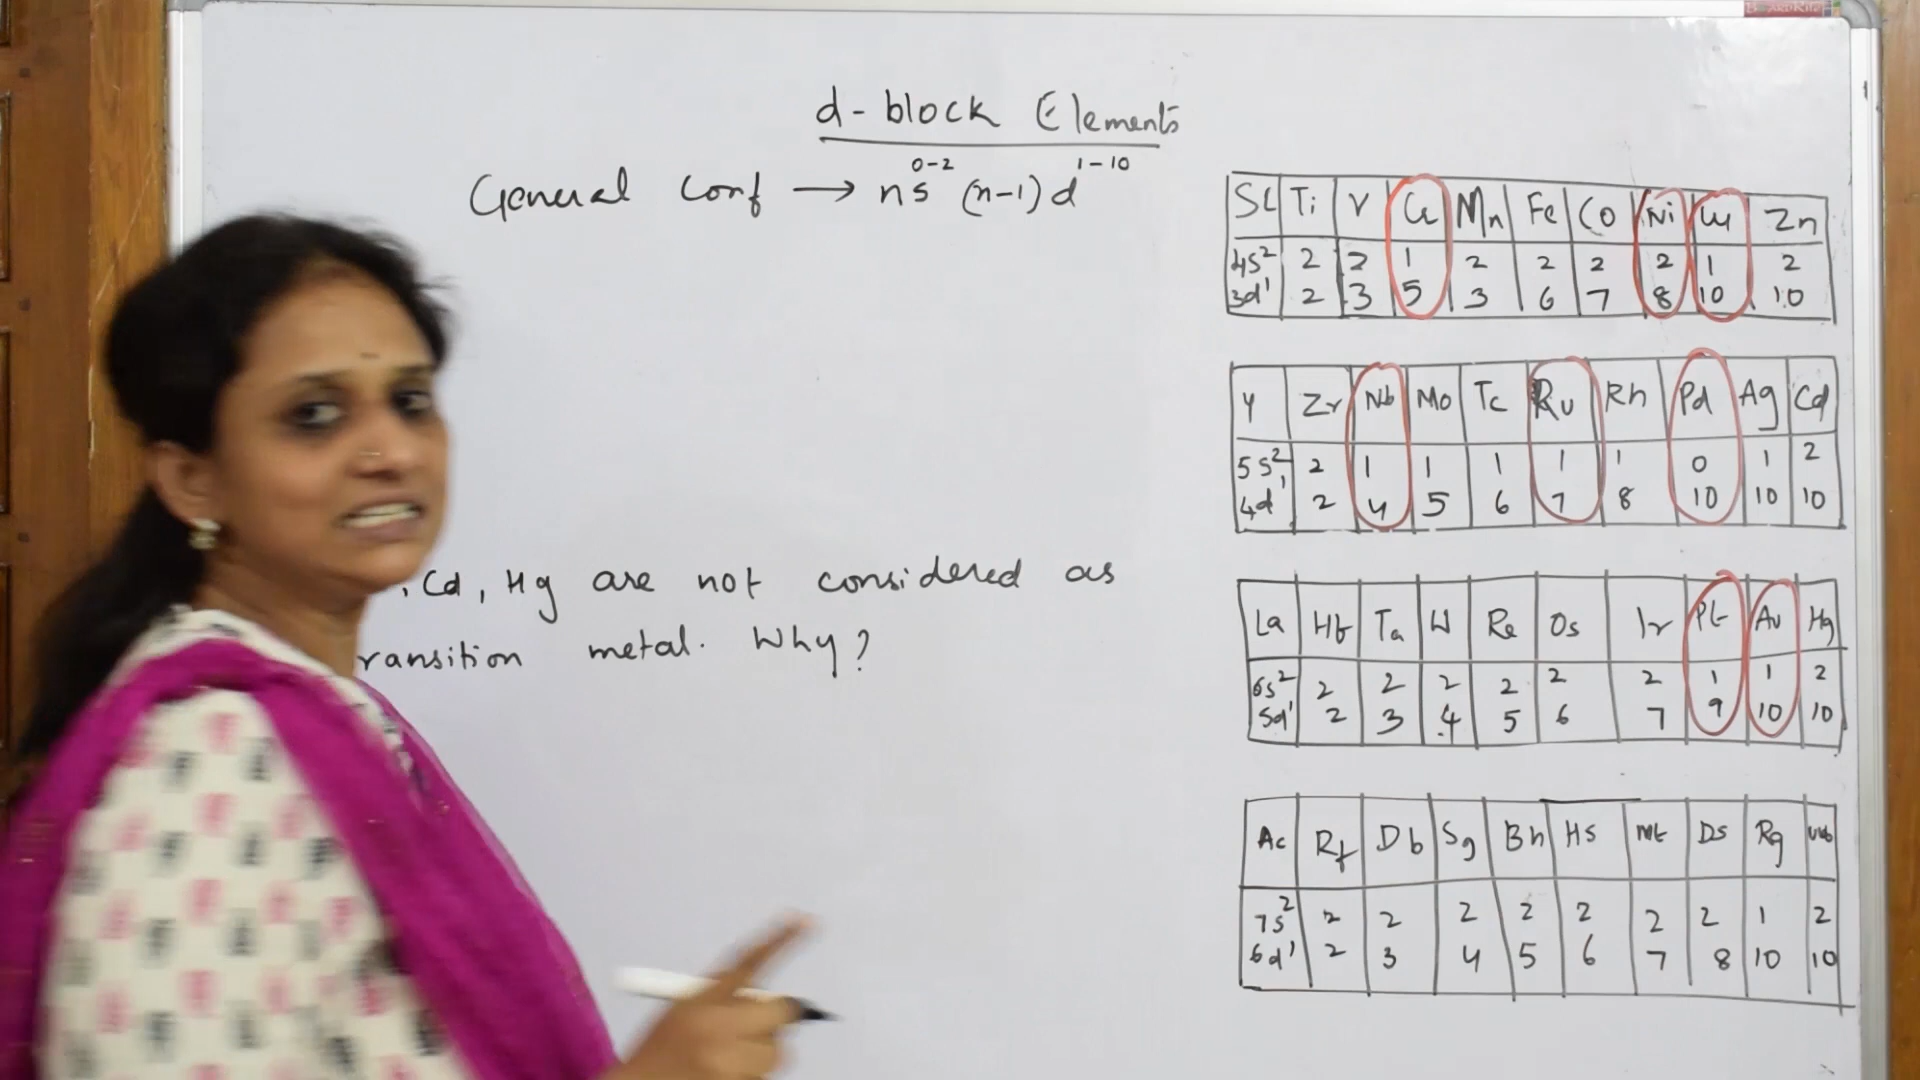 d-block Elements
General Conf → ns⁰⁻² (n-1)d¹⁻¹⁰
, Cd, Hg are not considered as
ransition metal. Why?
Sc Ti V Cr Mn Fe Co Ni Cu Zn
4s² 2 2 1 2 2 2 2 1 2
3d¹ 2 3 5 3 6 7 8 10 10
Y Zr Nb Mo Tc Ru Rh Pd Ag Cd
5s² 2 1 1 1 1 1 0 1 2
4d¹ 2 4 5 6 7 8 10 10 10
La Hf Ta W Re Os Ir Pt Au Hg
6s² 2 2 2 2 2 2 1 1 2
5d¹ 2 3 4 5 6 7 9 10 10
Ac Rf Db Sg Bh Hs Mt Ds Rg Uub
7s² 2 2 2 2 2 2 2 1 2
6d¹ 2 3 4 5 6 7 8 10 10